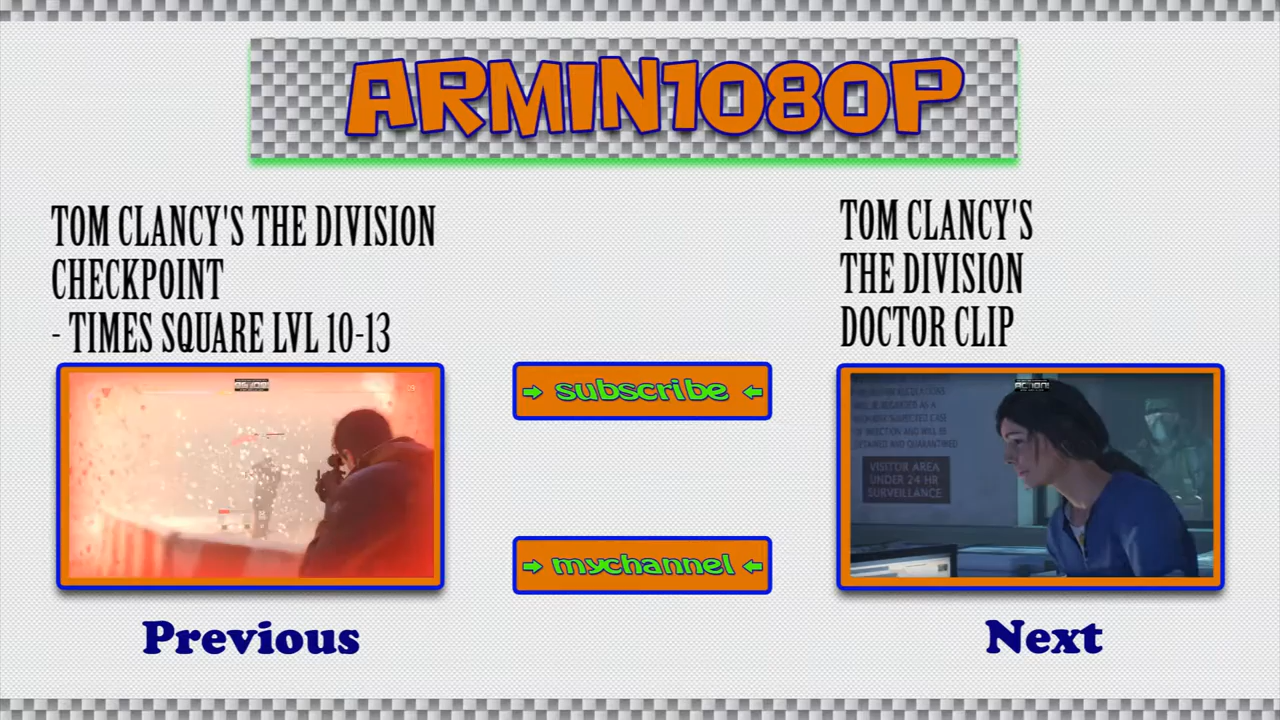 ARMIN1080P
TOM CLANCY'S THE DIVISION
CHECKPOINT
- TIMES SQUARE LVL 10-13
TOM CLANCY'S
THE DIVISION
DOCTOR CLIP
subscribe
mychannel
ACTION!
VISITOR AREA
UNDER 24 HR
SURVEILLANCE
Previous
Next